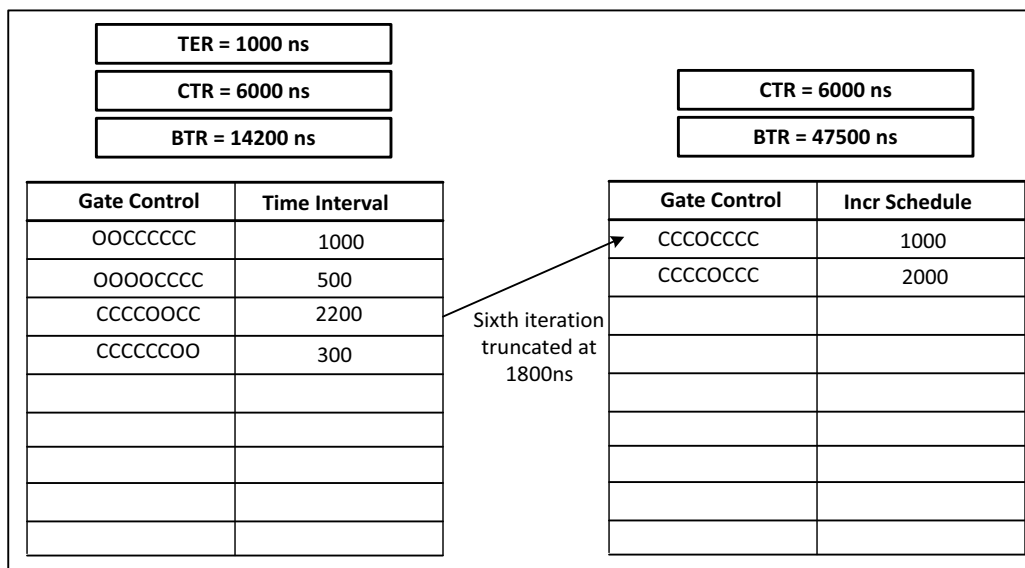 TER = 1000 ns
CTR = 6000 ns
BTR = 14200 ns
Gate Control Time Interval
OOCCCCCC 1000
OOOOCCCC 500
CCCCOOCC 2200
CCCCCCOO 300
Sixth iteration
truncated at
1800ns
CTR = 6000 ns
BTR = 47500 ns
Gate Control Incr Schedule
CCCOCCCC 1000
CCCCOCCC 2000